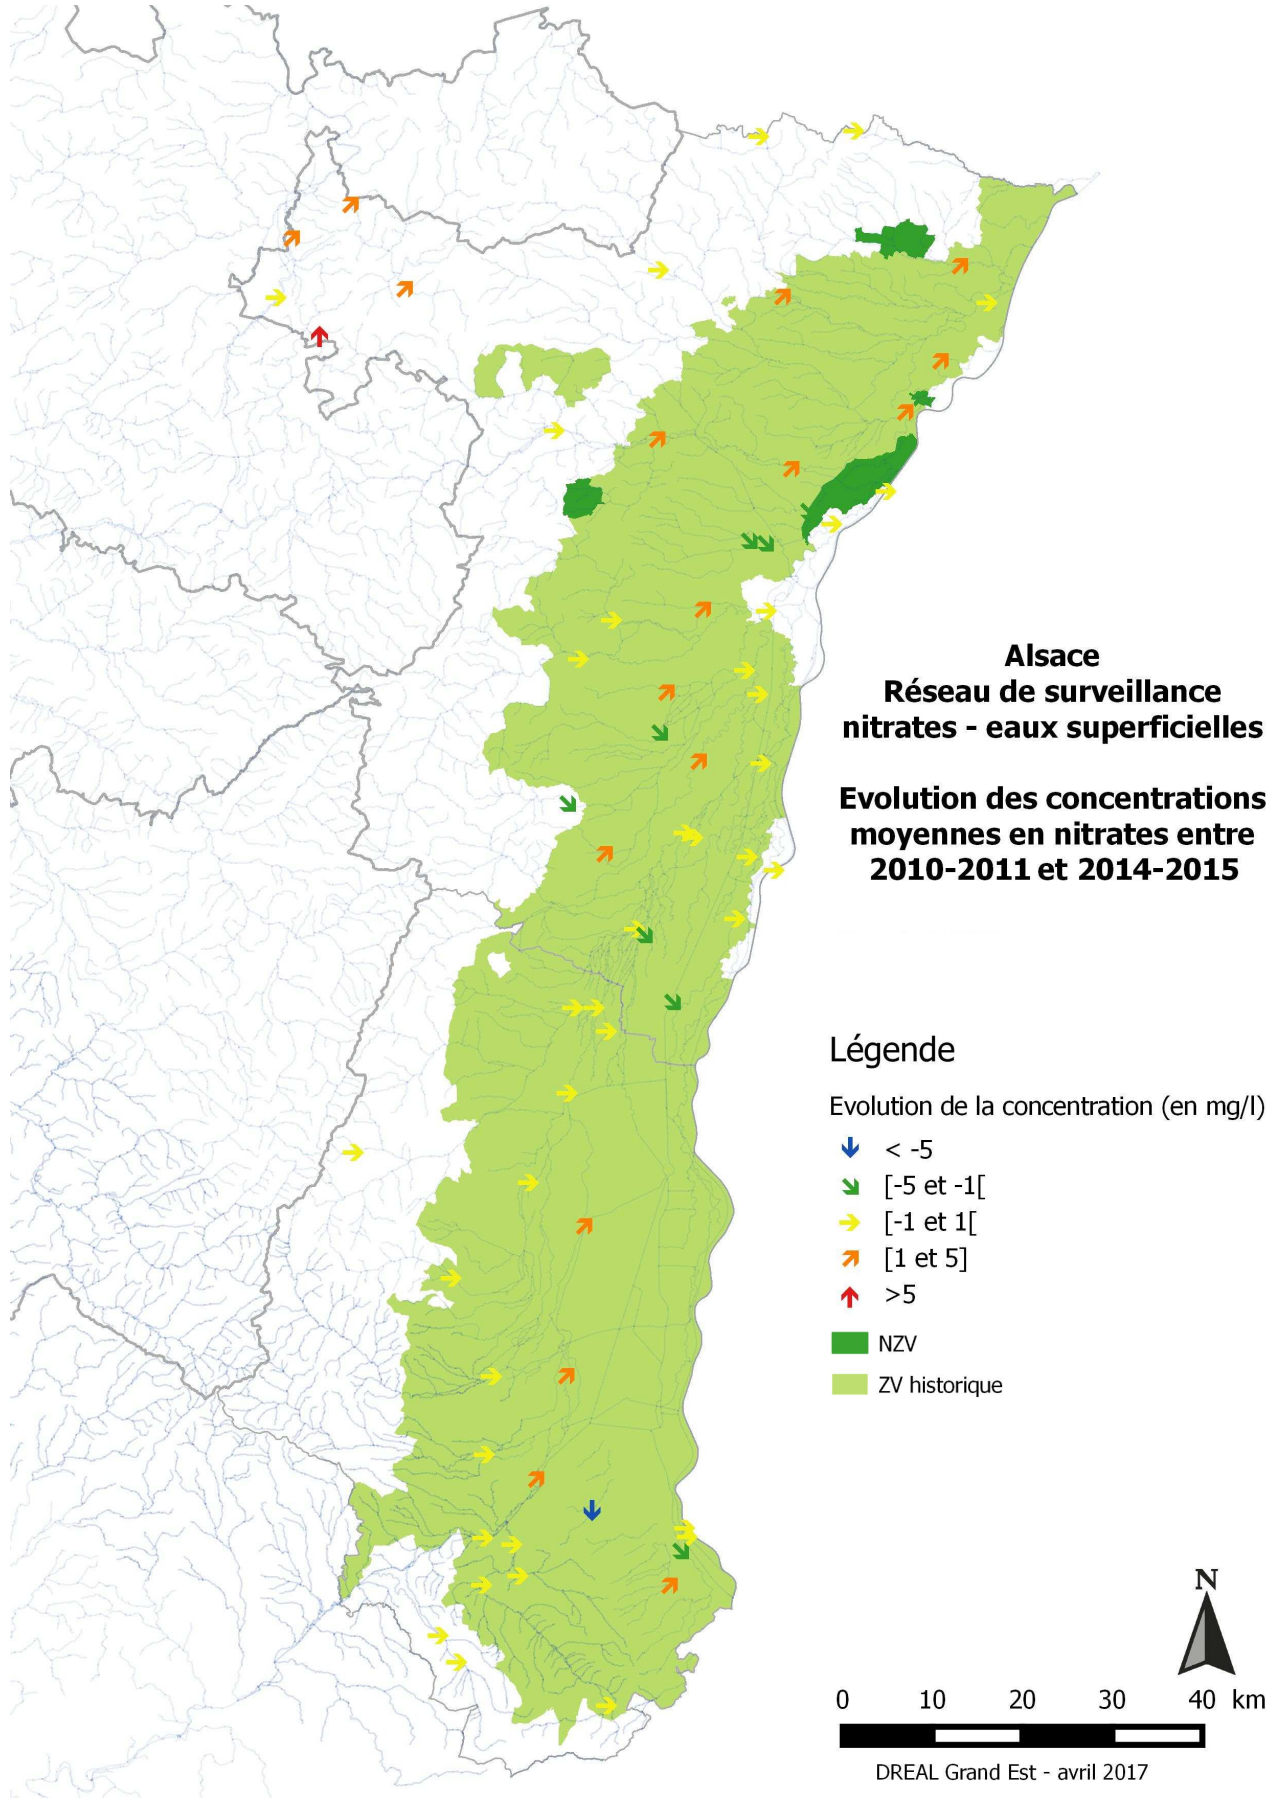 Alsace
Réseau de surveillance
nitrates - eaux superficielles
Evolution des concentrations
moyennes en nitrates entre
2010-2011 et 2014-2015
Légende
Evolution de la concentration (en mg/l)
< -5
[-5 et -1[
[-1 et 1[
[1 et 5]
>5
NZV
ZV historique
N
0 10 20 30 40 km
DREAL Grand Est - avril 2017